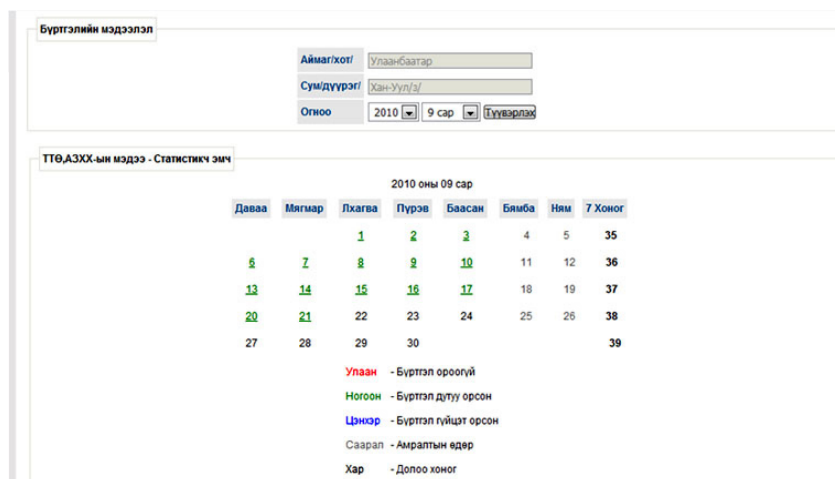 Бүртгэлийн мэдээлэл
Аймаг/хот/ Улаанбаатар
Сум/дүүрэг/ Хан-Уул/з/
Огноо 2010 9 сар Түүвэрлэх
ТТӨ,АЗХХ-ын мэдээ - Статистикч эмч
2010 оны 09 сар
Даваа Мягмар Лхагва Пүрэв Баасан Бямба Ням 7 Хоног
1 2 3 4 5 35
6 7 8 9 10 11 12 36
13 14 15 16 17 18 19 37
20 21 22 23 24 25 26 38
27 28 29 30 39
Улаан - Бүртгэл ороогүй
Ногоон - Бүртгэл дутуу орсон
Цэнхэр - Бүртгэл гүйцэт орсон
Саарал - Амралтын өдөр
Хар - Долоо хоног